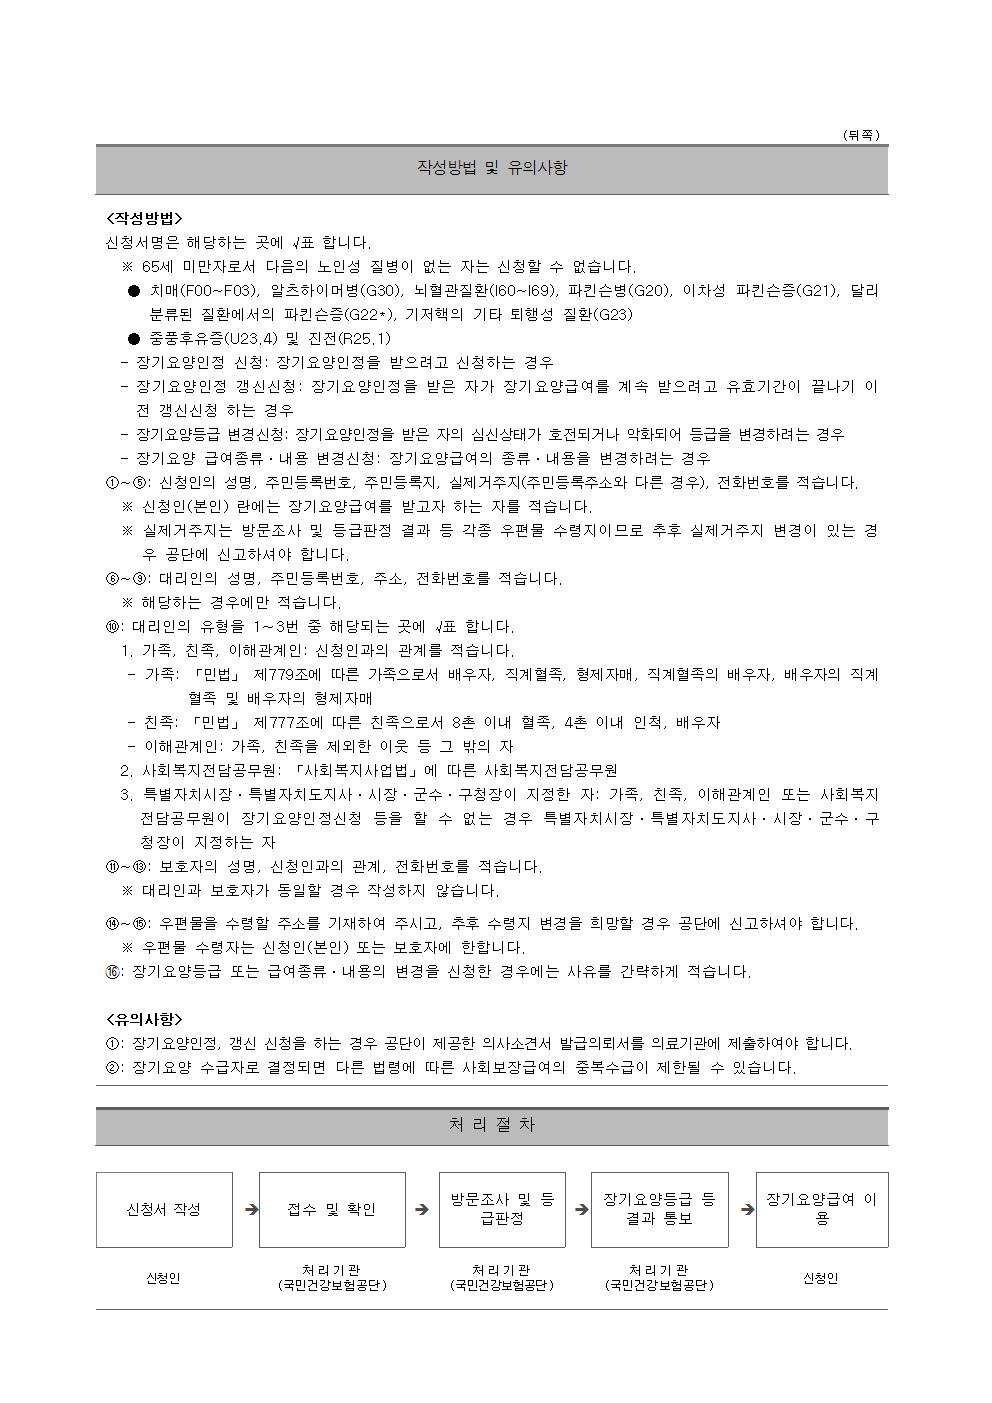 (뒤쪽)
작성방법 및 유의사항
<작성방법>
신청서명은 해당하는 곳에 √표 합니다.
※ 65세 미만자로서 다음의 노인성 질병이 없는 자는 신청할 수 없습니다.
● 치매(F00~F03), 알츠하이머병(G30), 뇌혈관질환(I60~I69), 파킨슨병(G20), 이차성 파킨슨증(G21), 달리
분류된 질환에서의 파킨슨증(G22*), 기저핵의 기타 퇴행성 질환(G23)
● 중풍후유증(U23.4) 및 진전(R25.1)
- 장기요양인정 신청: 장기요양인정을 받으려고 신청하는 경우
- 장기요양인정 갱신신청: 장기요양인정을 받은 자가 장기요양급여를 계속 받으려고 유효기간이 끝나기 이
전 갱신신청 하는 경우
- 장기요양등급 변경신청: 장기요양인정을 받은 자의 심신상태가 호전되거나 악화되어 등급을 변경하려는 경우
- 장기요양 급여종류·내용 변경신청: 장기요양급여의 종류·내용을 변경하려는 경우
①~⑤: 신청인의 성명, 주민등록번호, 주민등록지, 실제거주지(주민등록주소와 다른 경우), 전화번호를 적습니다.
※ 신청인(본인) 란에는 장기요양급여를 받고자 하는 자를 적습니다.
※ 실제거주지는 방문조사 및 등급판정 결과 등 각종 우편물 수령지이므로 추후 실제거주지 변경이 있는 경
우 공단에 신고하셔야 합니다.
⑥~⑨: 대리인의 성명, 주민등록번호, 주소, 전화번호를 적습니다.
※ 해당하는 경우에만 적습니다.
⑩: 대리인의 유형을 1~3번 중 해당되는 곳에 √표 합니다.
1. 가족, 친족, 이해관계인: 신청인과의 관계를 적습니다.
- 가족: 「민법」 제779조에 따른 가족으로서 배우자, 직계혈족, 형제자매, 직계혈족의 배우자, 배우자의 직계
혈족 및 배우자의 형제자매
- 친족: 「민법」 제777조에 따른 친족으로서 8촌 이내 혈족, 4촌 이내 인척, 배우자
- 이해관계인: 가족, 친족을 제외한 이웃 등 그 밖의 자
2. 사회복지전담공무원: 「사회복지사업법」에 따른 사회복지전담공무원
3. 특별자치시장·특별자치도지사·시장·군수·구청장이 지정한 자: 가족, 친족, 이해관계인 또는 사회복지
전담공무원이 장기요양인정신청 등을 할 수 없는 경우 특별자치시장·특별자치도지사·시장·군수·구
청장이 지정하는 자
⑪~⑬: 보호자의 성명, 신청인과의 관계, 전화번호를 적습니다.
※ 대리인과 보호자가 동일할 경우 작성하지 않습니다.
⑭~⑮: 우편물을 수령할 주소를 기재하여 주시고, 추후 수령지 변경을 희망할 경우 공단에 신고하셔야 합니다.
※ 우편물 수령자는 신청인(본인) 또는 보호자에 한합니다.
⑯: 장기요양등급 또는 급여종류·내용의 변경을 신청한 경우에는 사유를 간략하게 적습니다.
<유의사항>
①: 장기요양인정, 갱신 신청을 하는 경우 공단이 제공한 의사소견서 발급의뢰서를 의료기관에 제출하여야 합니다.
②: 장기요양 수급자로 결정되면 다른 법령에 따른 사회보장급여의 중복수급이 제한될 수 있습니다.
처 리 절 차
신청서 작성 ➔ 접수 및 확인 ➔ 방문조사 및 등 ➔ 장기요양등급 등 ➔ 장기요양급여 이
급판정 결과 통보 용
신청인 처리기관 처리기관 처리기관 신청인
(국민건강보험공단) (국민건강보험공단) (국민건강보험공단)